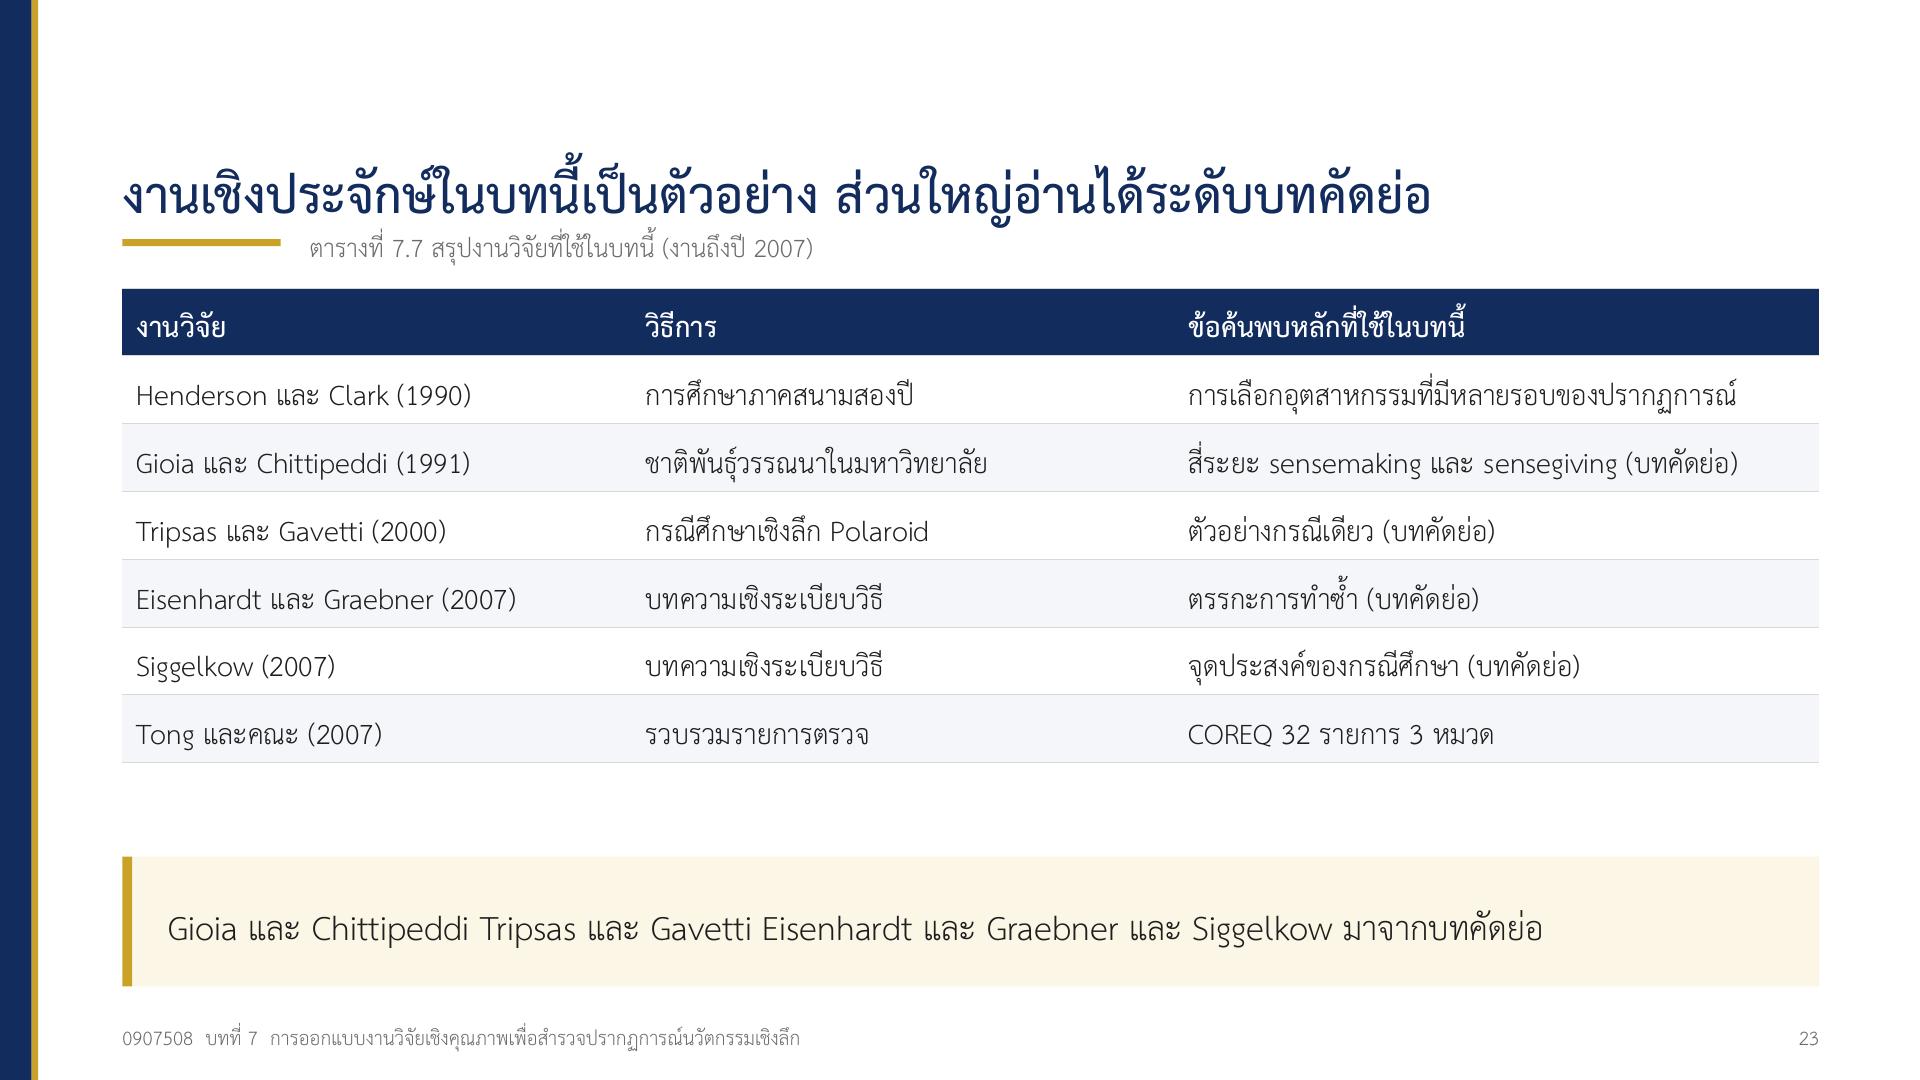 งานเชิงประจักษ์ในบทนี้เป็นตัวอย่าง ส่วนใหญ่อ่านได้ระดับบทคัดย่อ
ตารางที่ 7.7 สรุปงานวิจัยที่ใช้ในบทนี้ (งานถึงปี 2007)
งานวิจัย วิธีการ ข้อค้นพบหลักที่ใช้ในบทนี้
Henderson และ Clark (1990) การศึกษาภาคสนามสองปี การเลือกอุตสาหกรรมที่มีหลายรอบของปรากฏการณ์
Gioia และ Chittipeddi (1991) ชาติพันธุ์วรรณนาในมหาวิทยาลัย สี่ระยะ sensemaking และ sensegiving (บทคัดย่อ)
Tripsas และ Gavetti (2000) กรณีศึกษาเชิงลึก Polaroid ตัวอย่างกรณีเดียว (บทคัดย่อ)
Eisenhardt และ Graebner (2007) บทความเชิงระเบียบวิธี ตรรกะการทำซ้ำ (บทคัดย่อ)
Siggelkow (2007) บทความเชิงระเบียบวิธี จุดประสงค์ของกรณีศึกษา (บทคัดย่อ)
Tong และคณะ (2007) รวบรวมรายการตรวจ COREQ 32 รายการ 3 หมวด
Gioia และ Chittipeddi Tripsas และ Gavetti Eisenhardt และ Graebner และ Siggelkow มาจากบทคัดย่อ
0907508 บทที่ 7 การออกแบบงานวิจัยเชิงคุณภาพเพื่อสำรวจปรากฏการณ์นวัตกรรมเชิงลึก 23